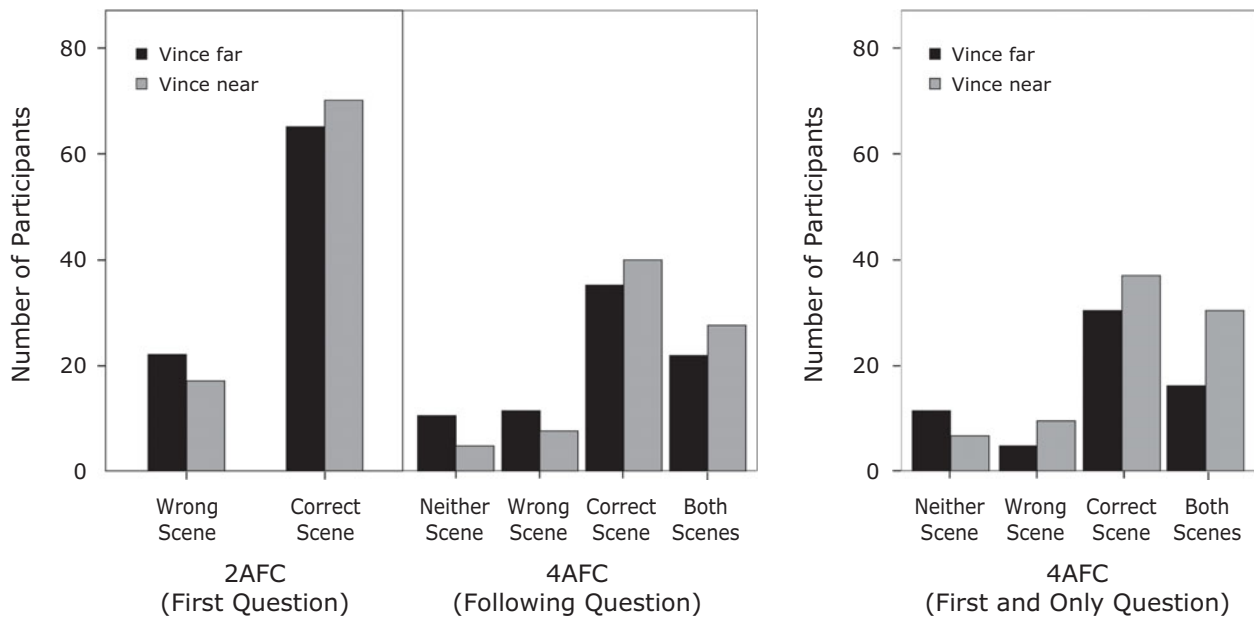 Number of Participants
80
60
40
20
0
Vince far
Vince near
Wrong
Scene
Correct
Scene
2AFC
(First Question)
Neither
Scene
Wrong
Scene
Correct
Scene
Both
Scenes
4AFC
(Following Question)
Number of Participants
80
60
40
20
0
Vince far
Vince near
Neither
Scene
Wrong
Scene
Correct
Scene
Both
Scenes
4AFC
(First and Only Question)